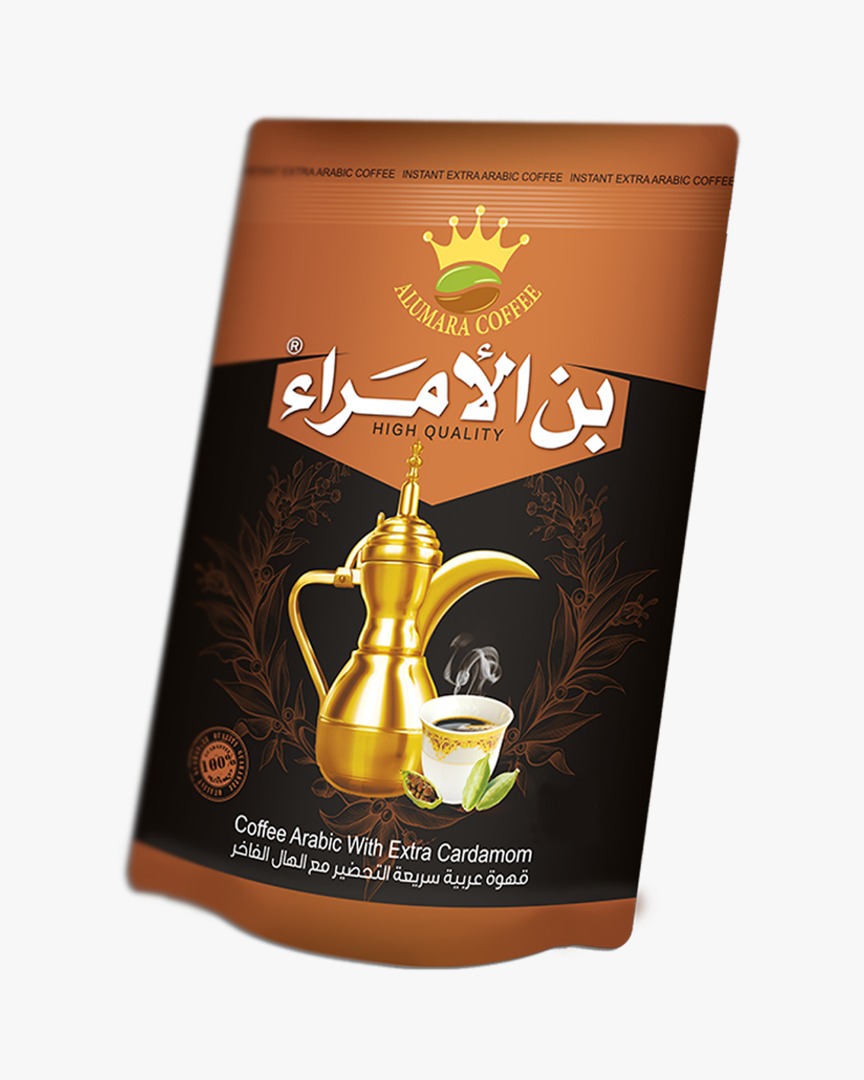 EXTRA ARABIC COFFEE INSTANT EXTRA ARABIC COFFEE INSTANT EXTRA ARABIC COFFEE
ALUMARA COFFEE
®
بن الأمراء
HIGH QUALITY
100%
Coffee Arabic With Extra Cardamom
قهوة عربية سريعة التحضير مع الهال الفاخر